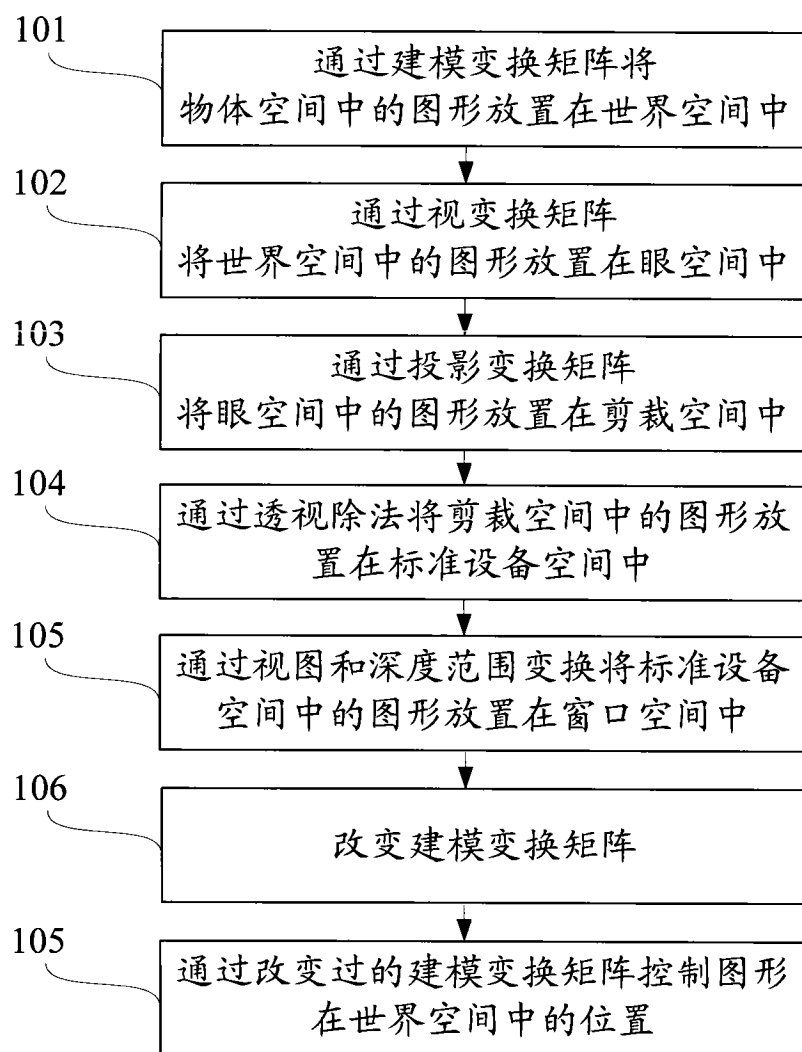 101
通过建模变换矩阵将
物体空间中的图形放置在世界空间中
102
通过视变换矩阵
将世界空间中的图形放置在眼空间中
103
通过投影变换矩阵
将眼空间中的图形放置在剪裁空间中
104
通过透视除法将剪裁空间中的图形放
置在标准设备空间中
105
通过视图和深度范围变换将标准设备
空间中的图形放置在窗口空间中
106
改变建模变换矩阵
105
通过改变过的建模变换矩阵控制图形
在世界空间中的位置